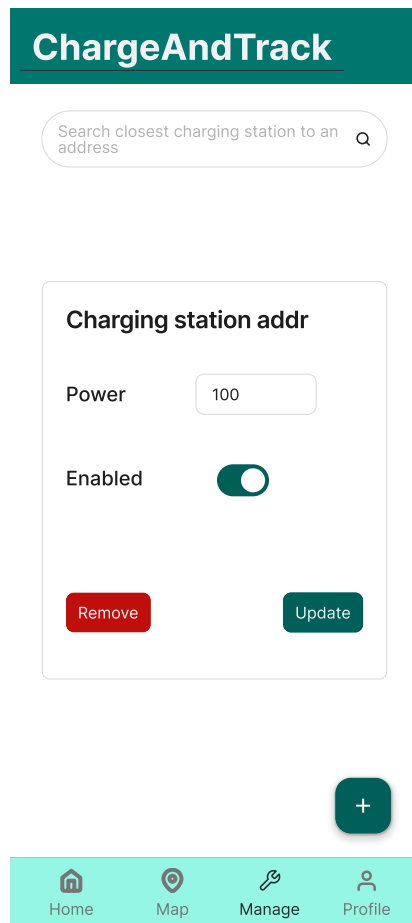 ChargeAndTrack
Search closest charging station to an
address
Charging station addr
Power
100
Enabled
Remove
Update
+
Home
Map
Manage
Profile